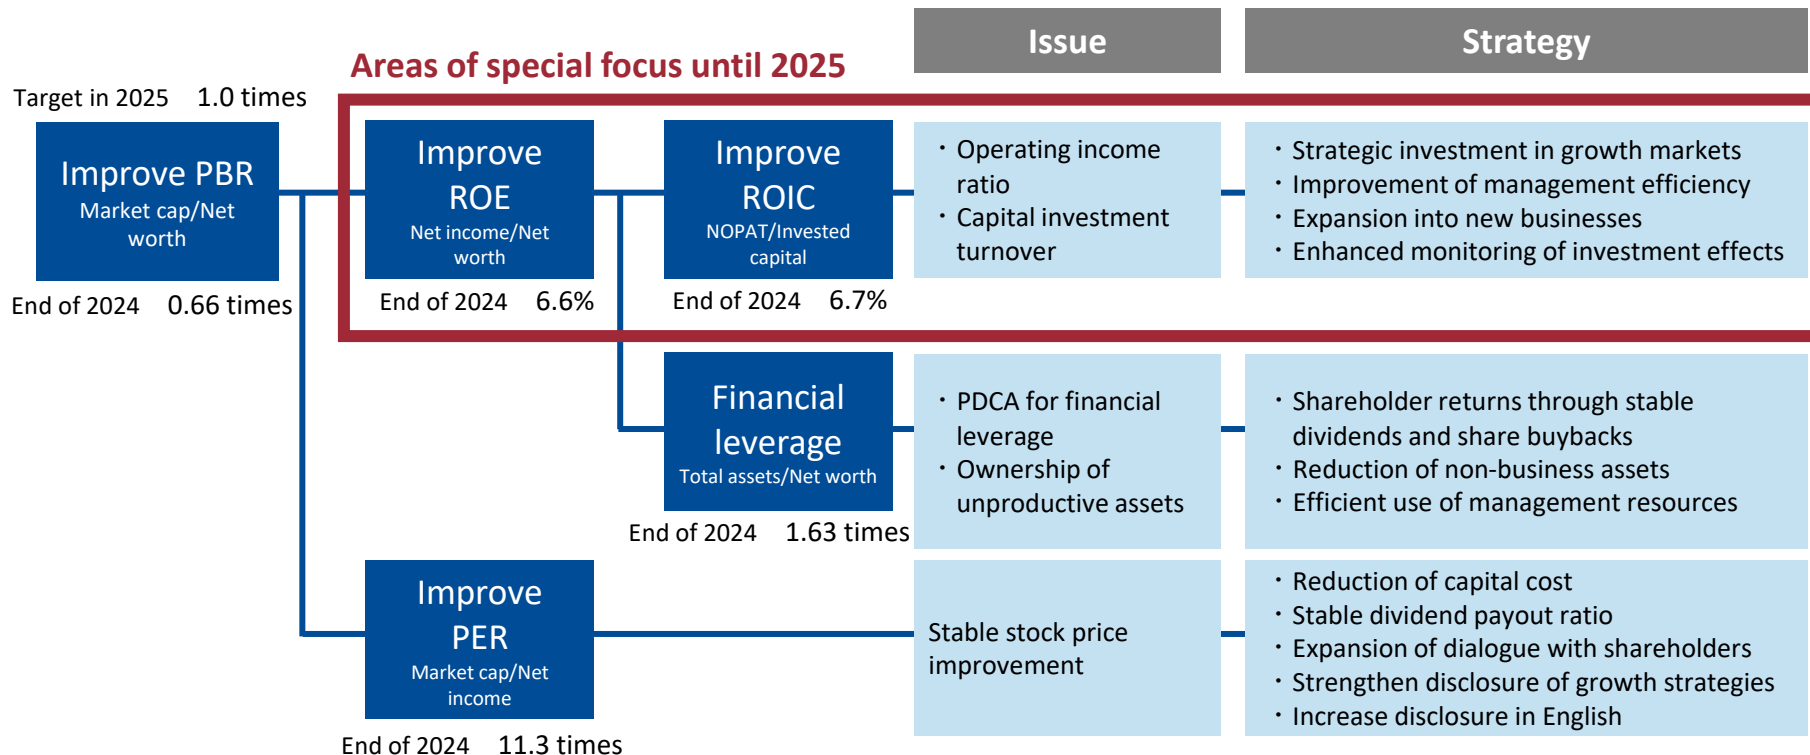 Issue
Strategy
Areas of special focus until 2025
Target in 2025 1.0 times
Improve PBR
Market cap/Net
worth
End of 2024 0.66 times
Improve
ROE
Net income/Net
worth
End of 2024 6.6%
Improve
ROIC
NOPAT/Invested
capital
End of 2024 6.7%
・Operating income
ratio
・Capital investment
turnover
・Strategic investment in growth markets
・Improvement of management efficiency
・Expansion into new businesses
・Enhanced monitoring of investment effects
Financial
leverage
Total assets/Net worth
End of 2024 1.63 times
・PDCA for financial
leverage
・Ownership of
unproductive assets
・Shareholder returns through stable
dividends and share buybacks
・Reduction of non-business assets
・Efficient use of management resources
Improve
PER
Market cap/Net
income
End of 2024 11.3 times
Stable stock price
improvement
・Reduction of capital cost
・Stable dividend payout ratio
・Expansion of dialogue with shareholders
・Strengthen disclosure of growth strategies
・Increase disclosure in English